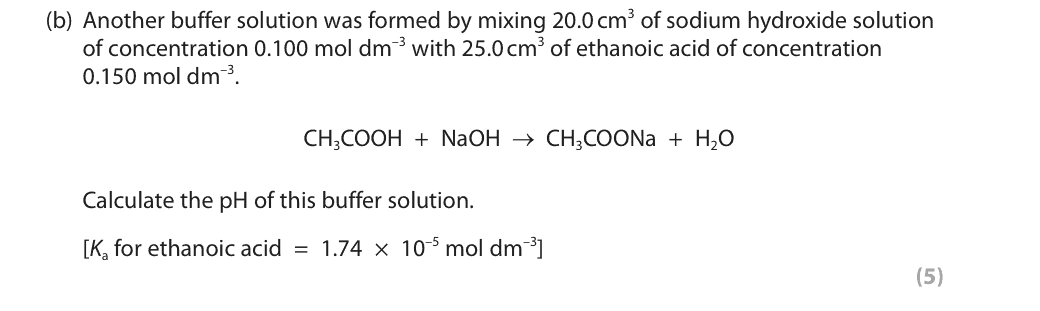 (b) Another buffer solution was formed by mixing 20.0 cm³ of sodium hydroxide solution
of concentration 0.100 mol dm⁻³ with 25.0 cm³ of ethanoic acid of concentration
0.150 mol dm⁻³.
CH₃COOH + NaOH → CH₃COONa + H₂O
Calculate the pH of this buffer solution.
[Kₐ for ethanoic acid = 1.74 × 10⁻⁵ mol dm⁻³]
(5)